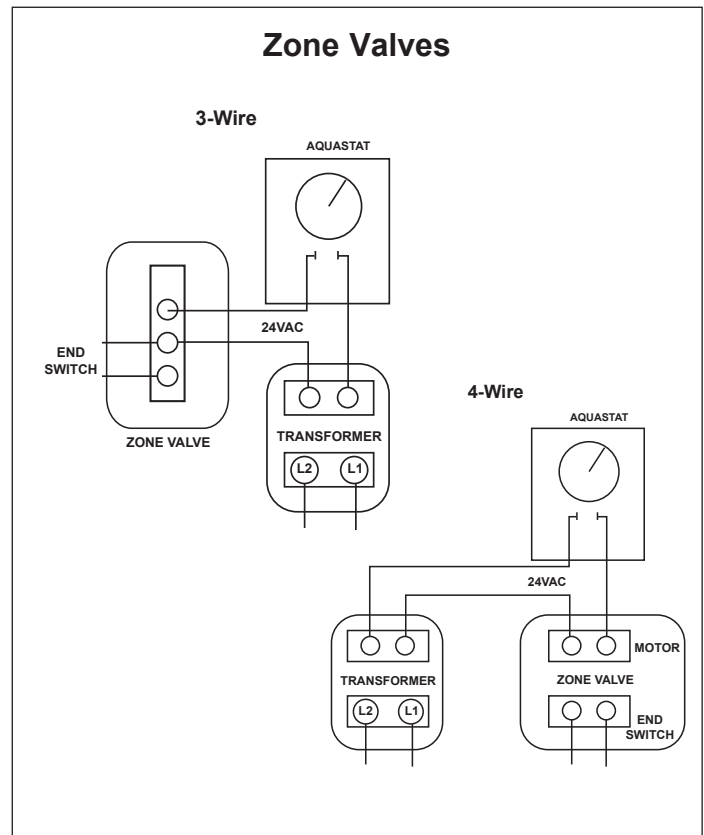 Zone Valves
3-Wire
AQUASTAT
24VAC
END
SWITCH
ZONE VALVE
TRANSFORMER
L2 L1
4-Wire
AQUASTAT
24VAC
MOTOR
TRANSFORMER
ZONE VALVE
L2 L1
END
SWITCH